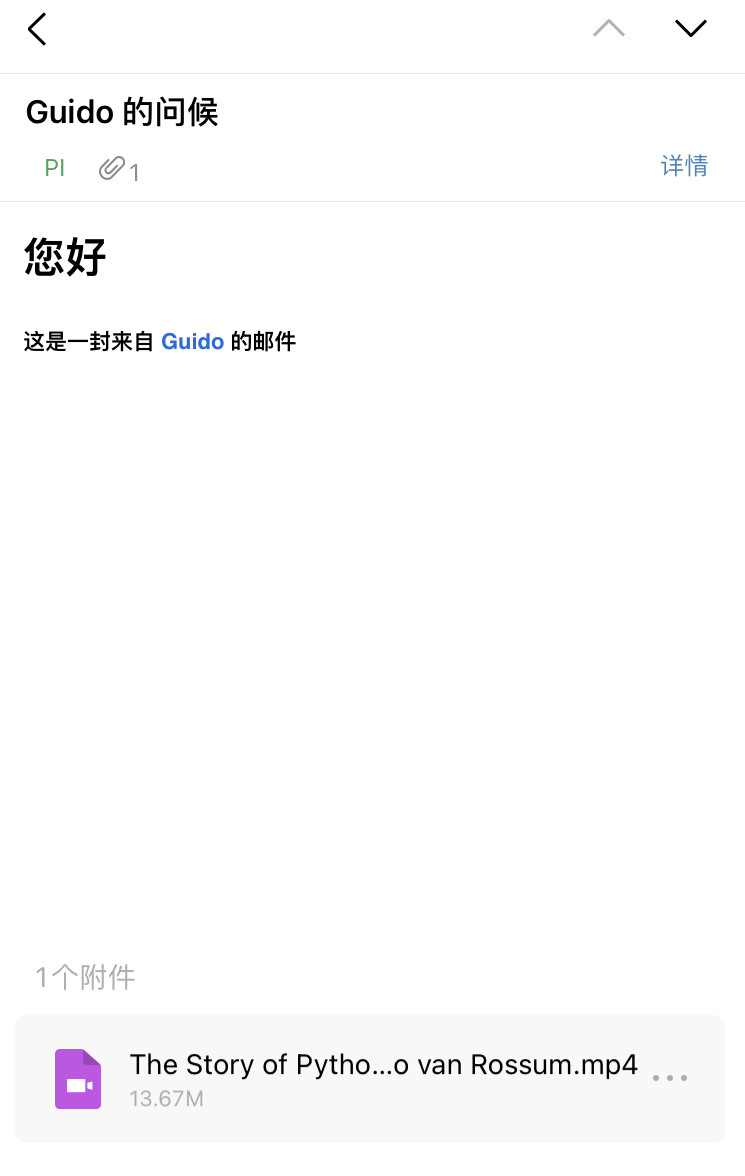 Guido 的问候
PI 1 详情
您好
这是一封来自 Guido 的邮件
1个附件
The Story of Pytho...o van Rossum.mp4
13.67M